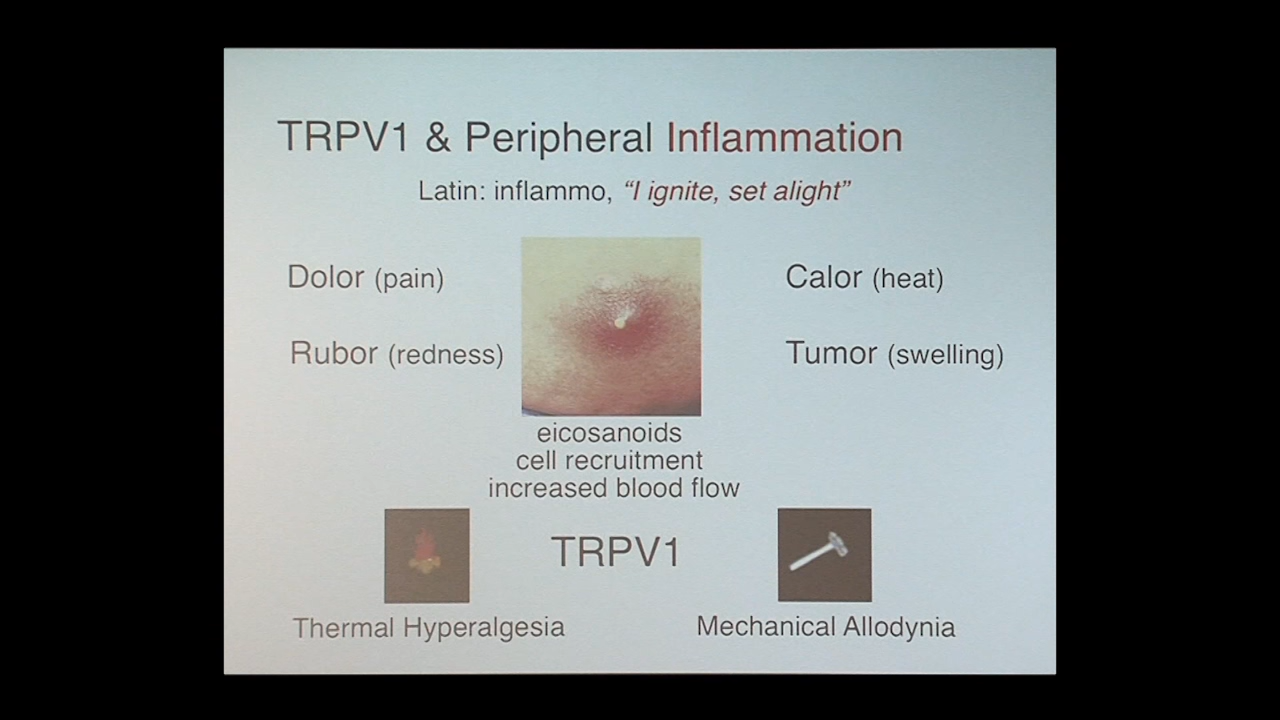 TRPV1 & Peripheral Inflammation
Latin: inflammo, “I ignite, set alight”
Dolor (pain)
Calor (heat)
Rubor (redness)
Tumor (swelling)
eicosanoids
cell recruitment
increased blood flow
TRPV1
Thermal Hyperalgesia
Mechanical Allodynia